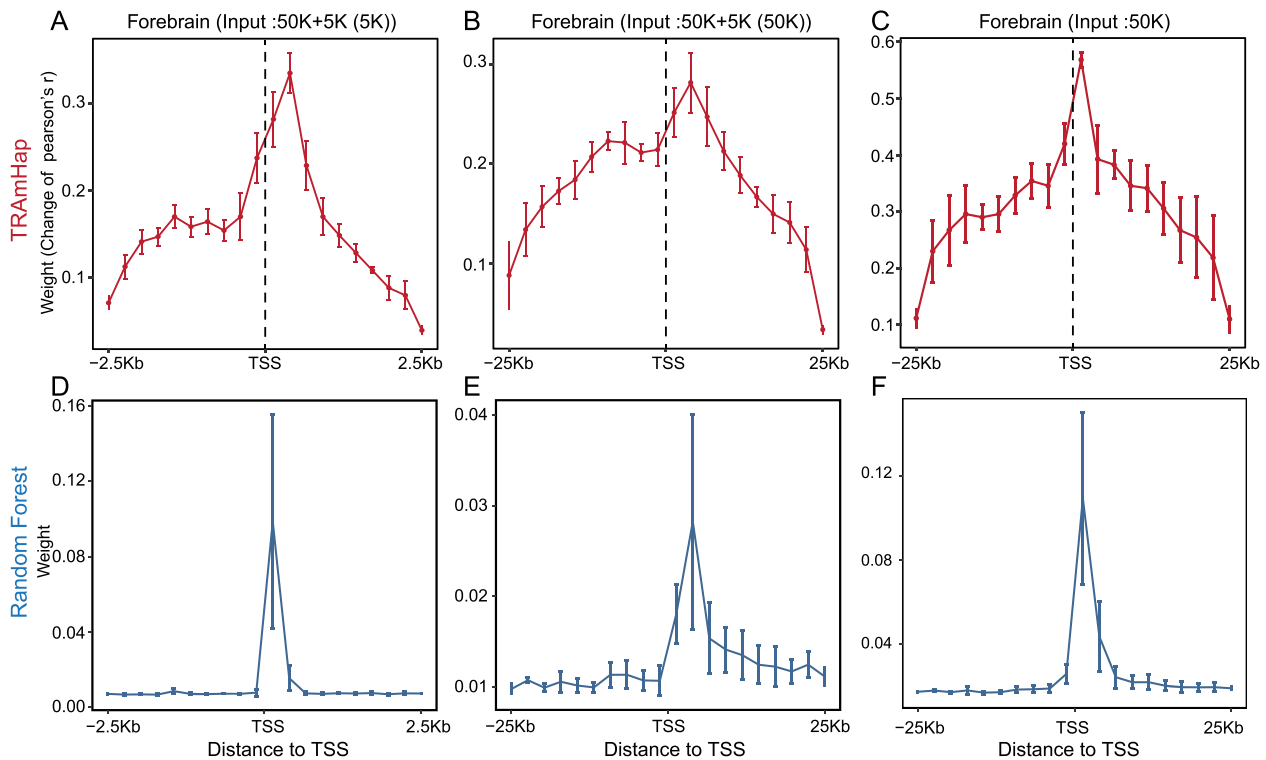 A
Forebrain (Input :50K+5K (5K))
B
Forebrain (Input :50K+5K (50K))
C
Forebrain (Input :50K)
TRAmHap
Weight (Change of pearson's r)
0.3
0.2
0.1
−2.5Kb
TSS
2.5Kb
0.3
0.2
0.1
−25Kb
TSS
25Kb
0.6
0.5
0.4
0.3
0.2
0.1
−25Kb
TSS
25Kb
D
E
F
Random Forest
Weight
0.16
0.12
0.08
0.04
0.00
−2.5Kb
TSS
2.5Kb
Distance to TSS
0.04
0.03
0.02
0.01
−25Kb
TSS
25Kb
Distance to TSS
0.12
0.08
0.04
−25Kb
TSS
25Kb
Distance to TSS